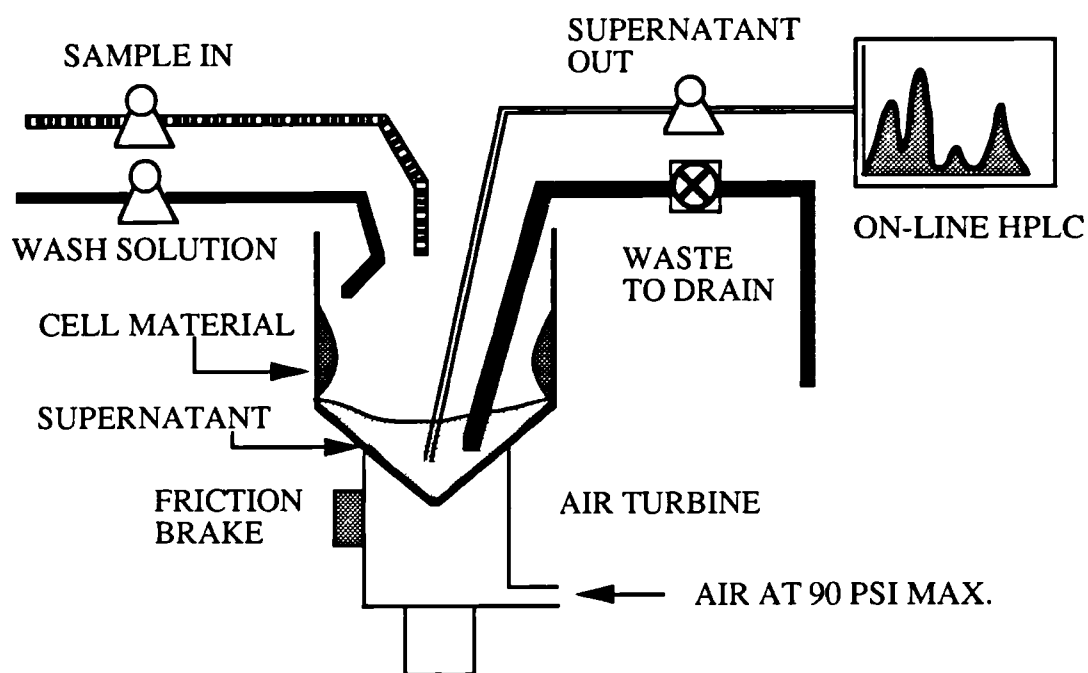 SAMPLE IN
WASH SOLUTION
CELL MATERIAL
SUPERNATANT
FRICTION
BRAKE
SUPERNATANT
OUT
WASTE
TO DRAIN
ON-LINE HPLC
AIR TURBINE
AIR AT 90 PSI MAX.